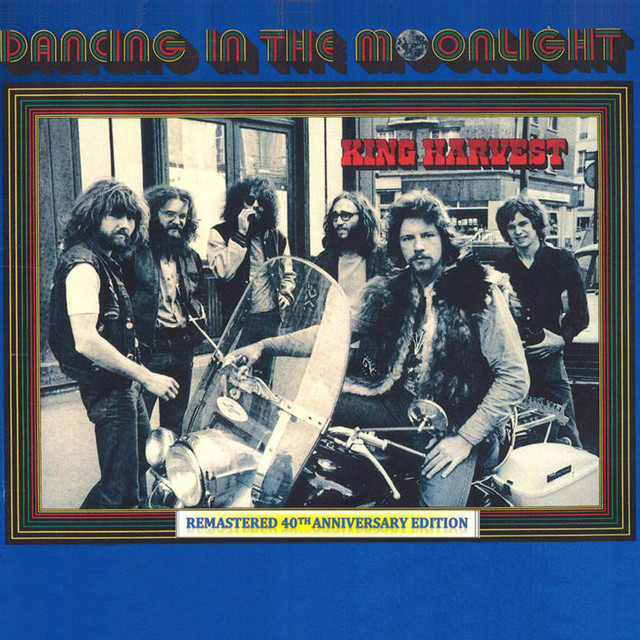 DANCING IN THE MOONLIGHT
KING HARVEST
REMASTERED 40TH ANNIVERSARY EDITION